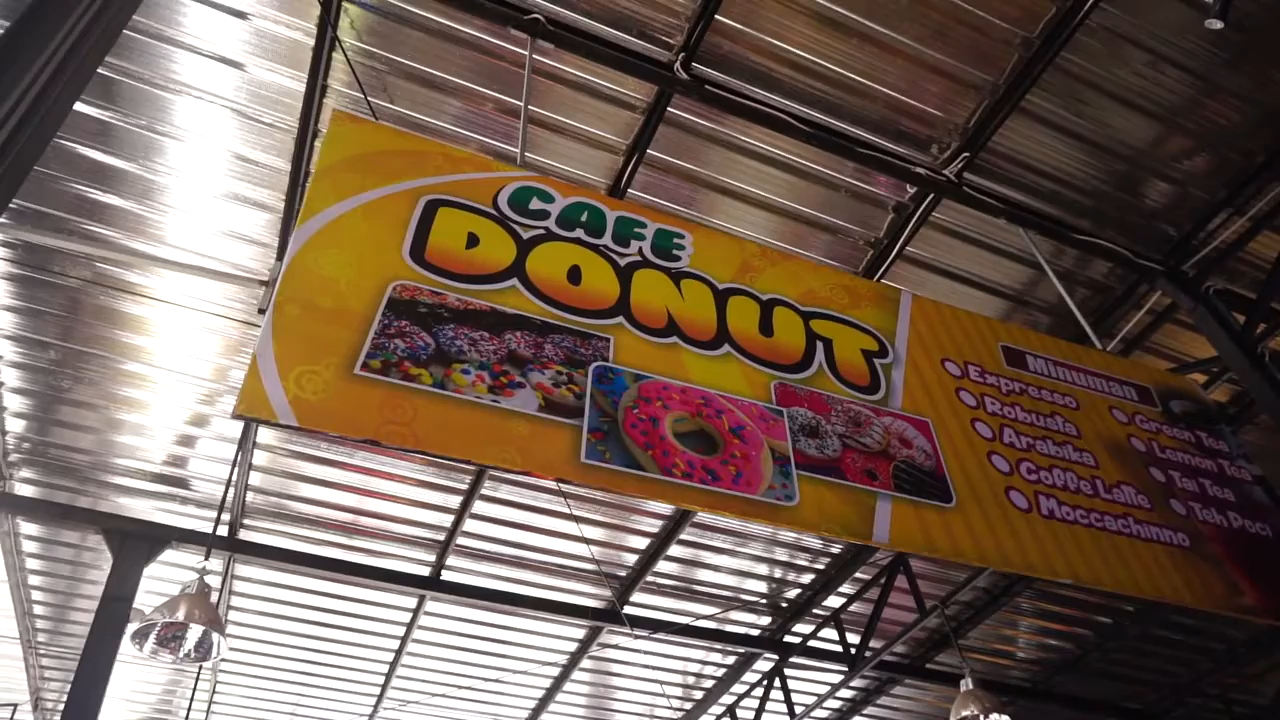 CAFE
DONUT
Minuman
Expresso
Robusta
Arabika
Coffe Latte
Moccachinno
Green Tea
Lemon Tea
Tai Tea
Teh Poci